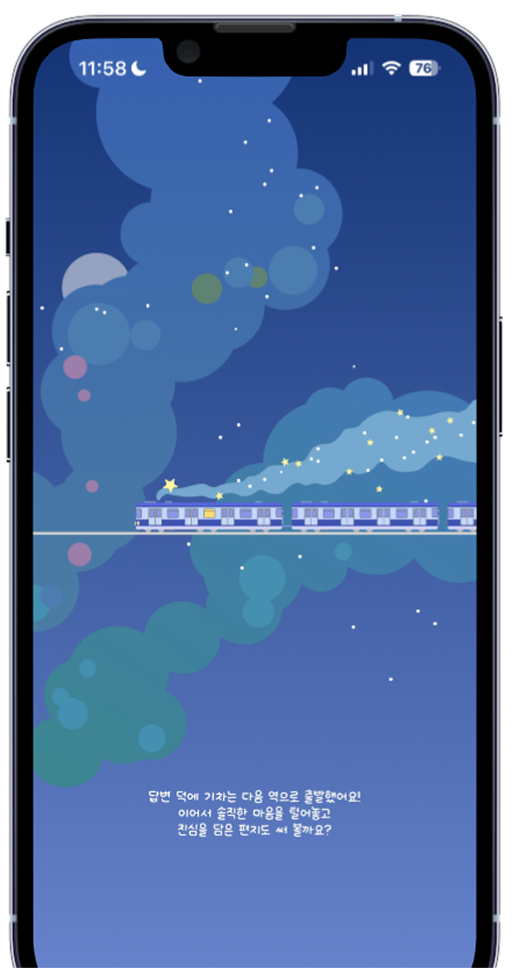 11:58
76
답변 덕에 기차는 다음 역으로 출발했어요!
이어서 솔직한 마음을 털어놓고
진심을 담은 편지도 써 볼까요?